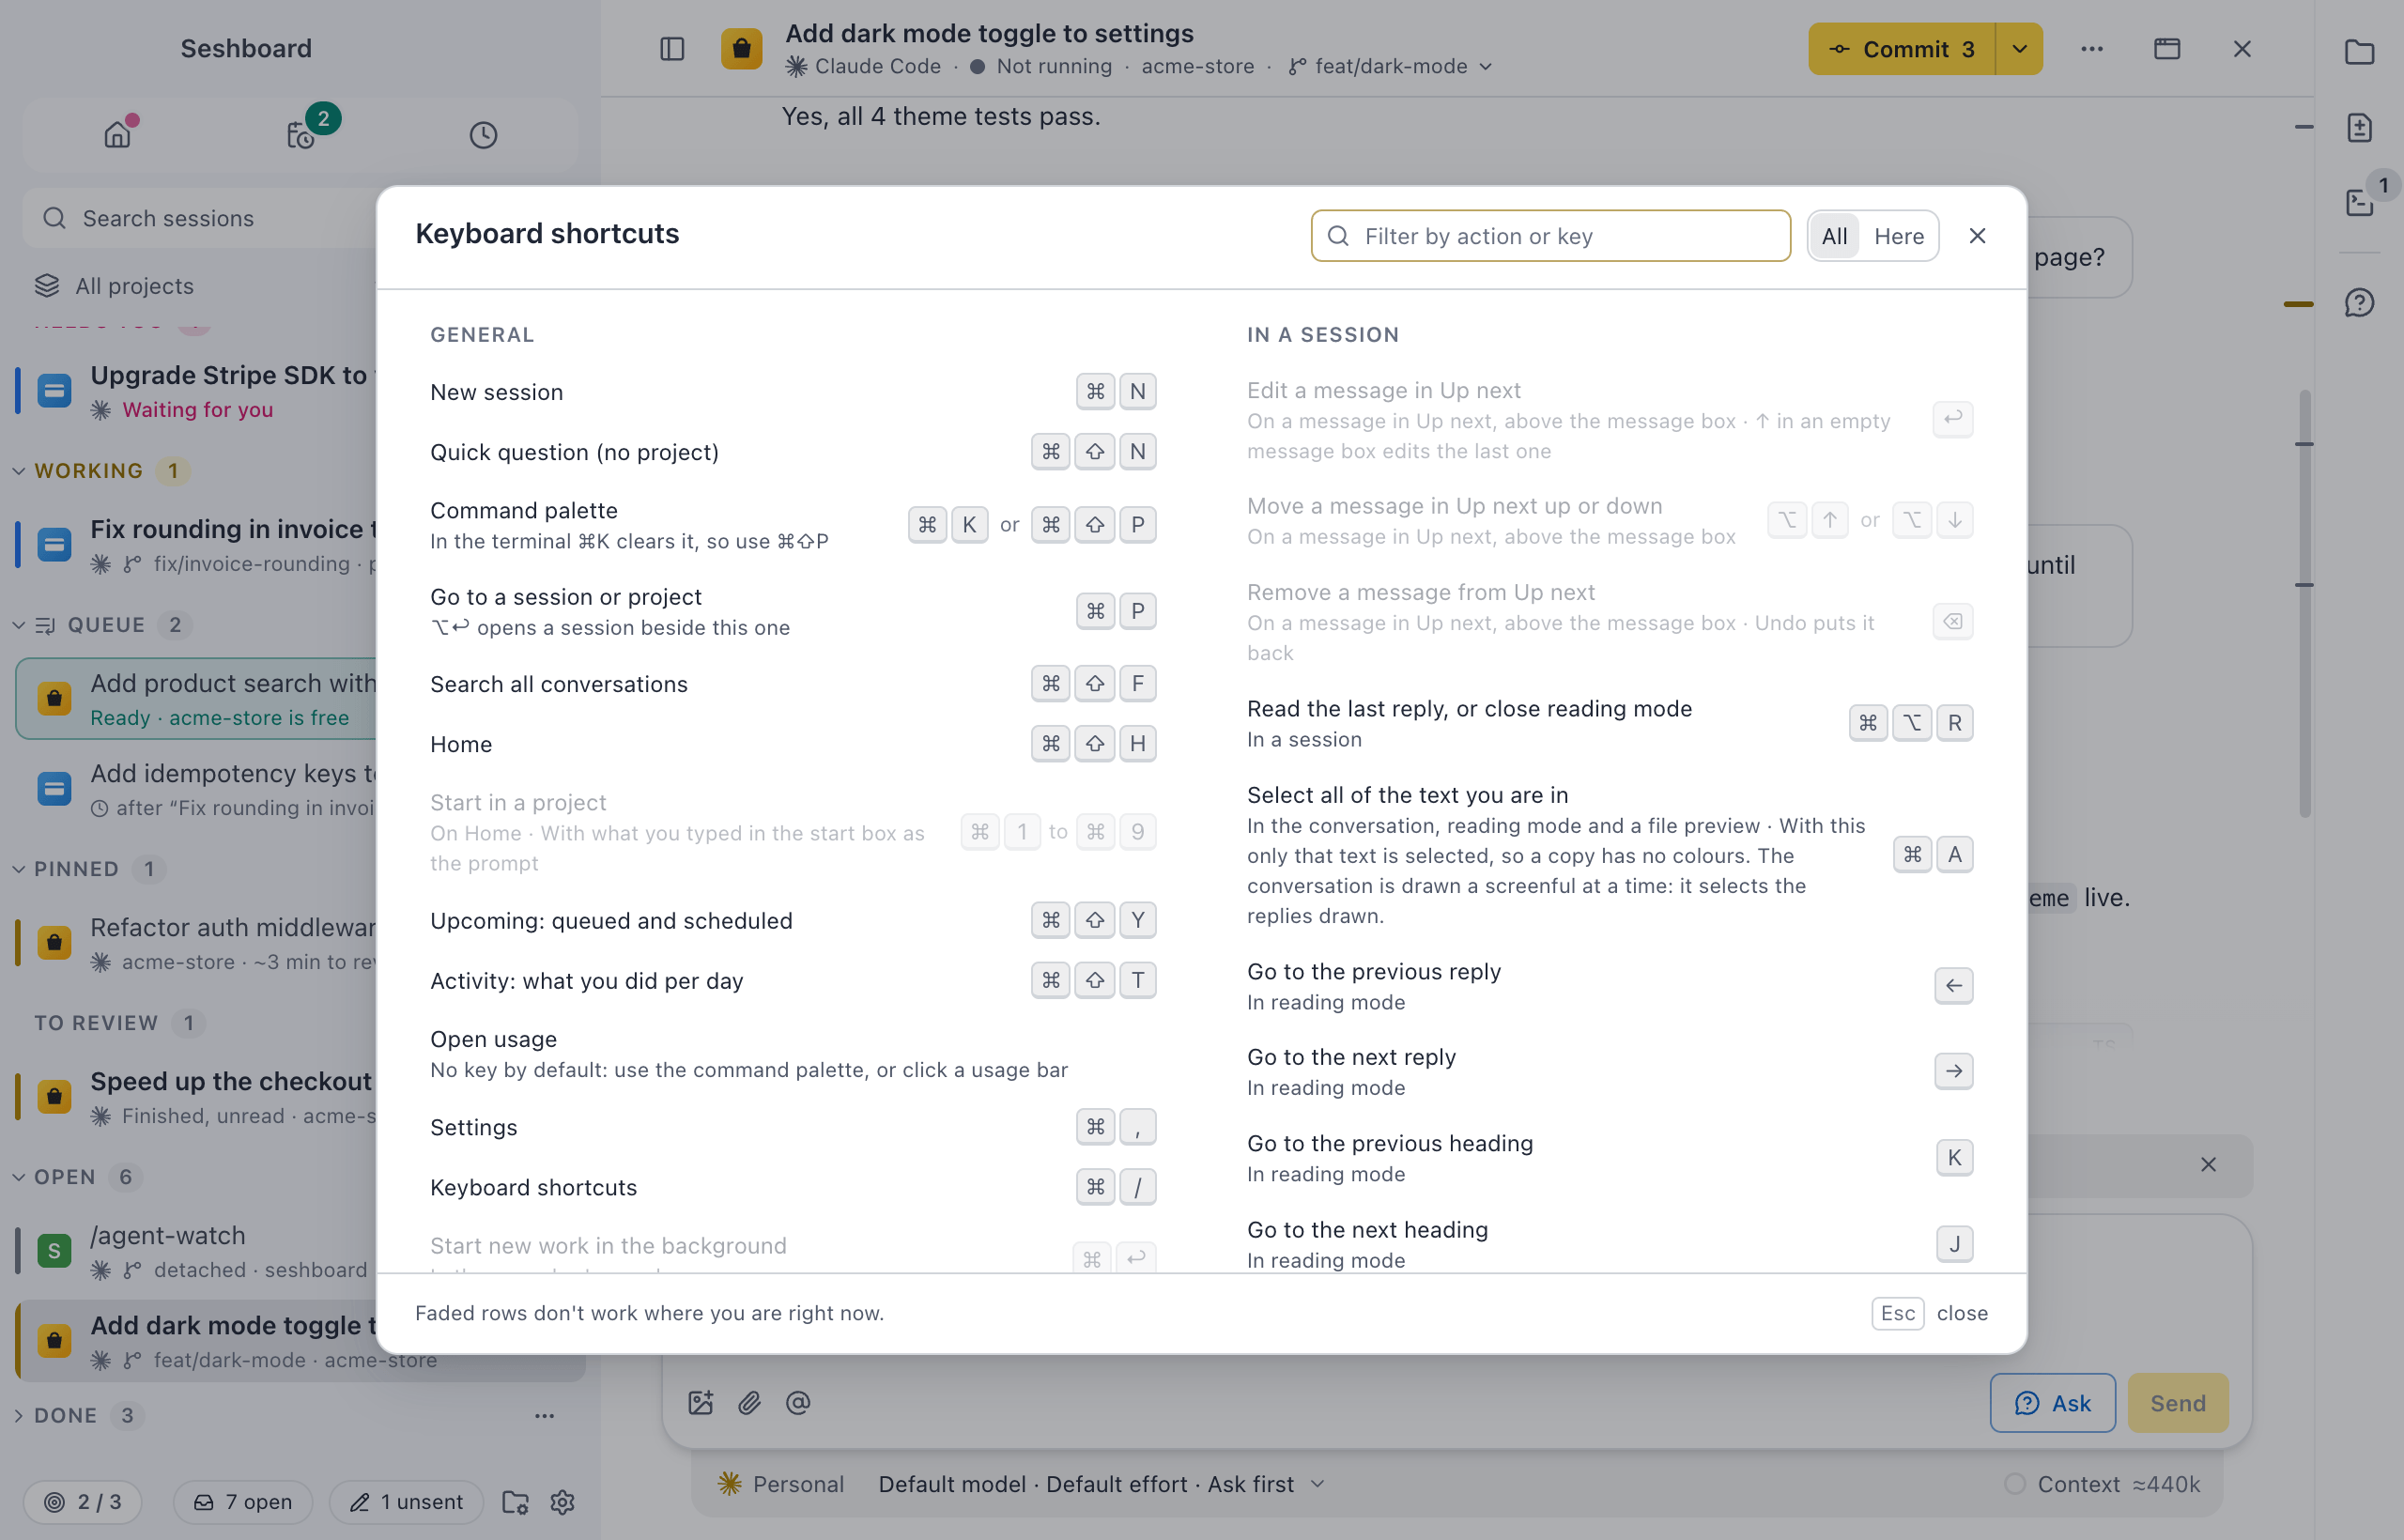 Seshboard
2
Search sessions
All projects
Upgrade Stripe SDK to
Waiting for you
WORKING 1
Fix rounding in invoice
fix/invoice-rounding ·
QUEUE 2
Add product search with
Ready · acme-store is free
Add idempotency keys
after “Fix rounding in
PINNED 1
Refactor auth
acme-store · ~3 min to
TO REVIEW 1
Speed up the checkout
Finished, unread ·
OPEN 6
S
/agent-watch
detached · seshboard
Add dark mode toggle
feat/dark-mode · acme-store
DONE 3
2 / 3
7 open
1 unsent
Add dark mode toggle to settings
Claude Code · Not running · acme-store · feat/dark-mode
Commit 3
1
Yes, all 4 theme tests pass.
page?
until
live.
Keyboard shortcuts
Filter by action or key
All
Here
GENERAL
New session
⌘ N
Quick question (no project)
⌘ ⇧ N
Command palette
In the terminal ⌘K clears it, so use ⌘⇧P
⌘ K or ⌘ ⇧ P
Go to a session or project
⌥↩ opens a session beside this one
⌘ P
Search all conversations
⌘ ⇧ F
Home
⌘ ⇧ H
Start in a project
On Home · With what you typed in the start box as
the prompt
⌘ 1 to ⌘ 9
Upcoming: queued and scheduled
⌘ ⇧ Y
Activity: what you did per day
⌘ ⇧ T
Open usage
No key by default: use the command palette, or click a usage bar
Settings
⌘ ,
Keyboard shortcuts
⌘ /
Start new work in the background
⌘ ↩
IN A SESSION
Edit a message in Up next
On a message in Up next, above the message box · ↑ in an empty
message box edits the last one
↩
Move a message in Up next up or down
On a message in Up next, above the message box
⌥ ↑ or ⌥ ↓
Remove a message from Up next
On a message in Up next, above the message box · Undo puts it
back
⌫
Read the last reply, or close reading mode
In a session
⌘ ⌥ R
Select all of the text you are in
In the conversation, reading mode and a file preview · With this
only that text is selected, so a copy has no colours. The
conversation is drawn a screenful at a time: it selects the
replies drawn.
⌘ A
Go to the previous reply
In reading mode
←
Go to the next reply
In reading mode
→
Go to the previous heading
In reading mode
K
Go to the next heading
In reading mode
J
Faded rows don't work where you are right now.
Esc close
Ask
Send
Personal
Default model · Default effort · Ask first
Context ≈440k